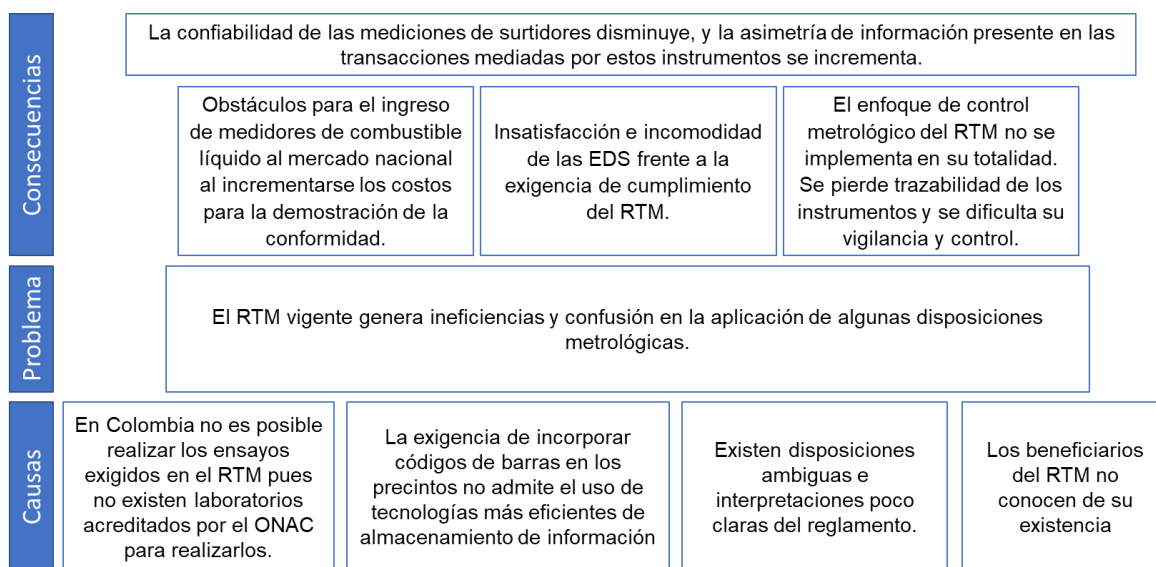 Consecuencias
La confiabilidad de las mediciones de surtidores disminuye, y la asimetría de información presente en las
transacciones mediadas por estos instrumentos se incrementa.
Obstáculos para el ingreso
de medidores de combustible
líquido al mercado nacional
al incrementarse los costos
para la demostración de la
conformidad.
Insatisfacción e incomodidad
de las EDS frente a la
exigencia de cumplimiento
del RTM.
El enfoque de control
metrológico del RTM no se
implementa en su totalidad.
Se pierde trazabilidad de los
instrumentos y se dificulta su
vigilancia y control.
Problema
El RTM vigente genera ineficiencias y confusión en la aplicación de algunas disposiciones
metrológicas.
Causas
En Colombia no es posible
realizar los ensayos
exigidos en el RTM pues
no existen laboratorios
acreditados por el ONAC
para realizarlos.
La exigencia de incorporar
códigos de barras en los
precintos no admite el uso de
tecnologías más eficientes de
almacenamiento de información
Existen disposiciones
ambiguas e
interpretaciones poco
claras del reglamento.
Los beneficiarios
del RTM no
conocen de su
existencia